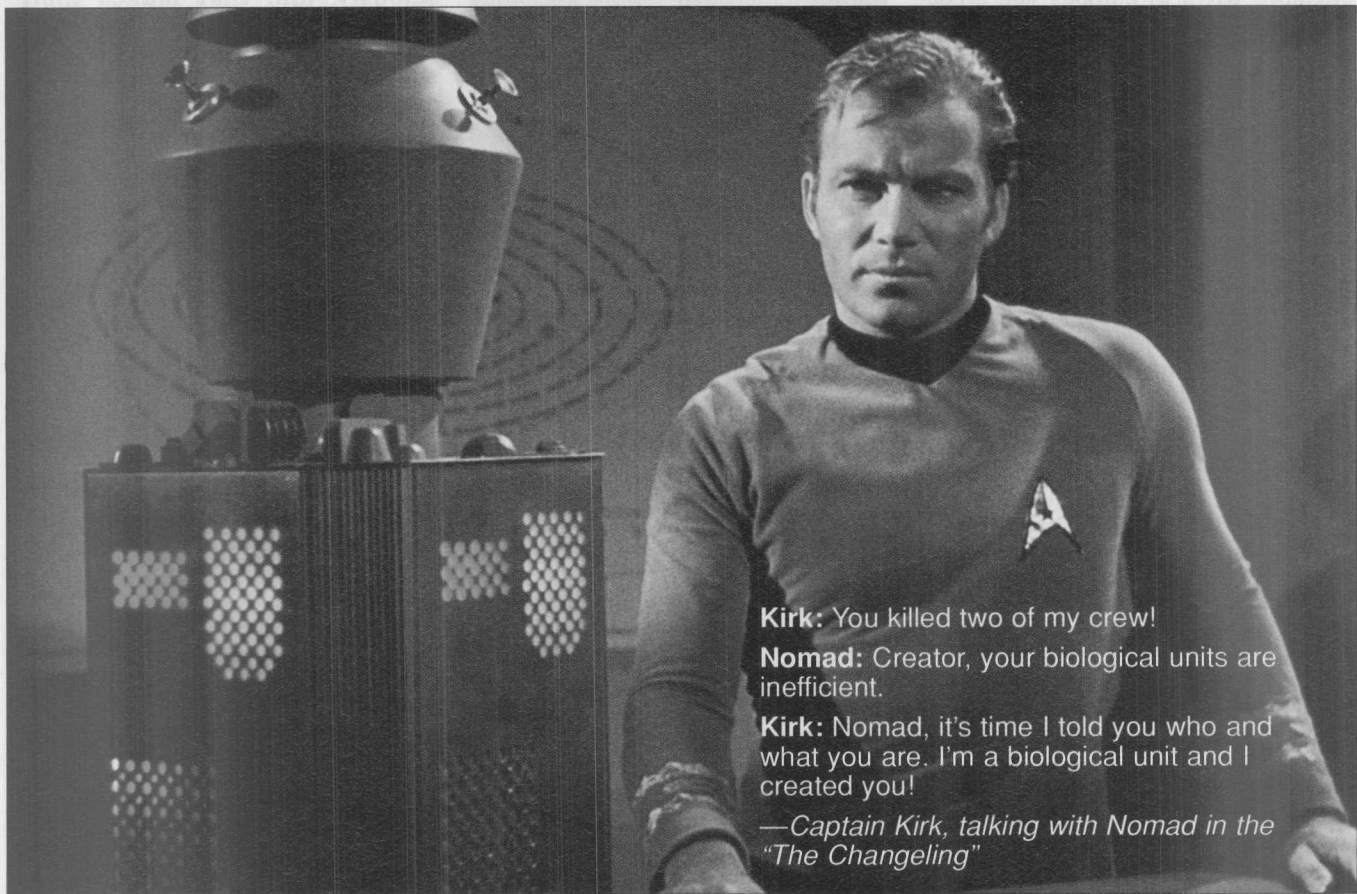 Kirk: You killed two of my crew!
Nomad: Creator, your biological units are
inefficient.
Kirk: Nomad, it's time I told you who and
what you are. I'm a biological unit and I
created you!
—Captain Kirk, talking with Nomad in the
"The Changeling"